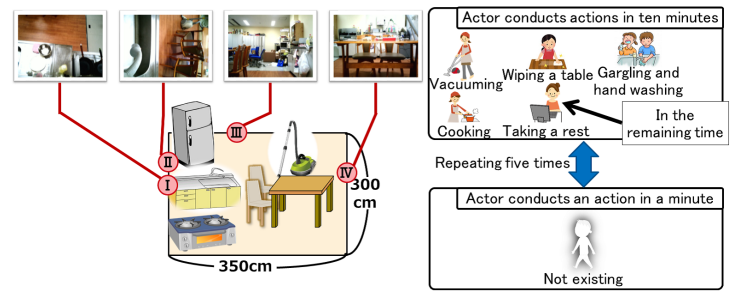 I
II
III
IV
300
cm
350cm
Actor conducts actions in ten minutes
Vacuuming
Wiping a table
Gargling and
hand washing
Cooking
Taking a rest
In the
remaining time
Repeating five times
Actor conducts an action in a minute
Not existing